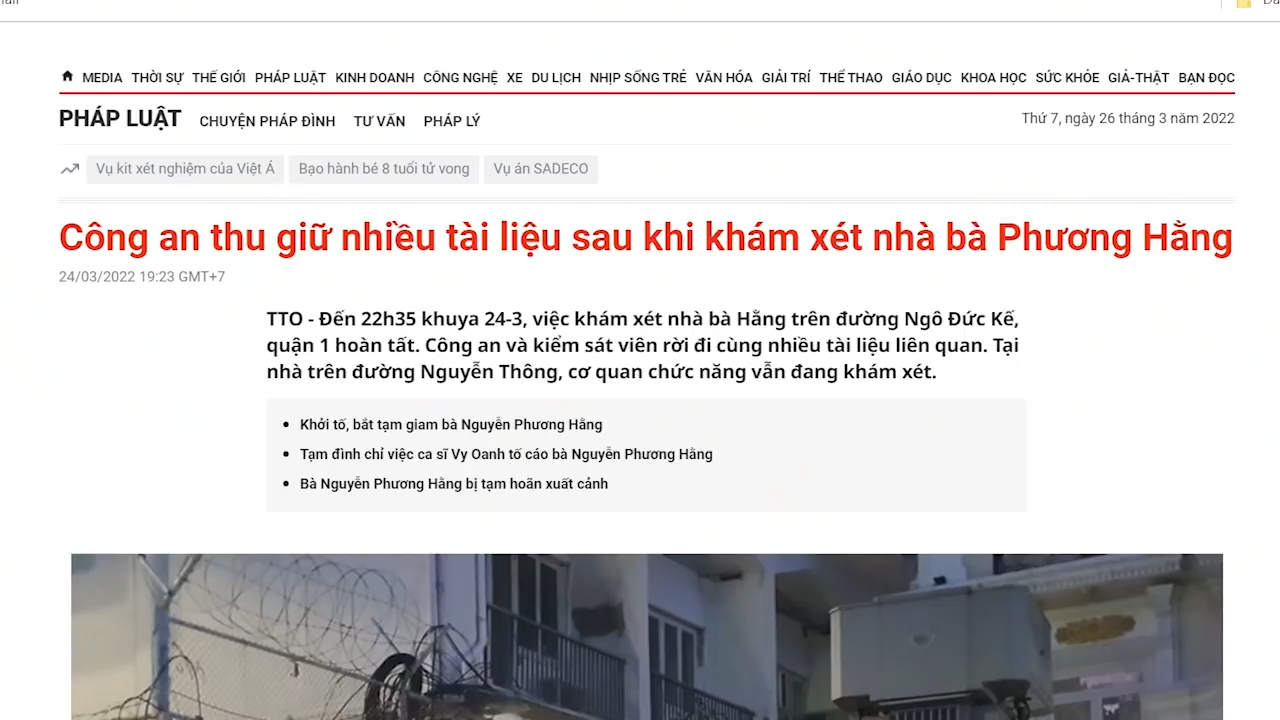 MEDIA THỜI SỰ THẾ GIỚI PHÁP LUẬT KINH DOANH CÔNG NGHỆ XE DU LỊCH NHỊP SỐNG TRẺ VĂN HÓA GIẢI TRÍ THỂ THAO GIÁO DỤC KHOA HỌC SỨC KHỎE GIẢ-THẬT BẠN ĐỌC
PHÁP LUẬT CHUYỆN PHÁP ĐÌNH TƯ VẤN PHÁP LÝ Thứ 7, ngày 26 tháng 3 năm 2022
Vụ kit xét nghiệm của Việt Á Bạo hành bé 8 tuổi tử vong Vụ án SADECO
Công an thu giữ nhiều tài liệu sau khi khám xét nhà bà Phương Hằng
24/03/2022 19:23 GMT+7
TTO - Đến 22h35 khuya 24-3, việc khám xét nhà bà Hằng trên đường Ngô Đức Kế,
quận 1 hoàn tất. Công an và kiểm sát viên rời đi cùng nhiều tài liệu liên quan. Tại
nhà trên đường Nguyễn Thông, cơ quan chức năng vẫn đang khám xét.
Khởi tố, bắt tạm giam bà Nguyễn Phương Hằng
Tạm đình chỉ việc ca sĩ Vy Oanh tố cáo bà Nguyễn Phương Hằng
Bà Nguyễn Phương Hằng bị tạm hoãn xuất cảnh